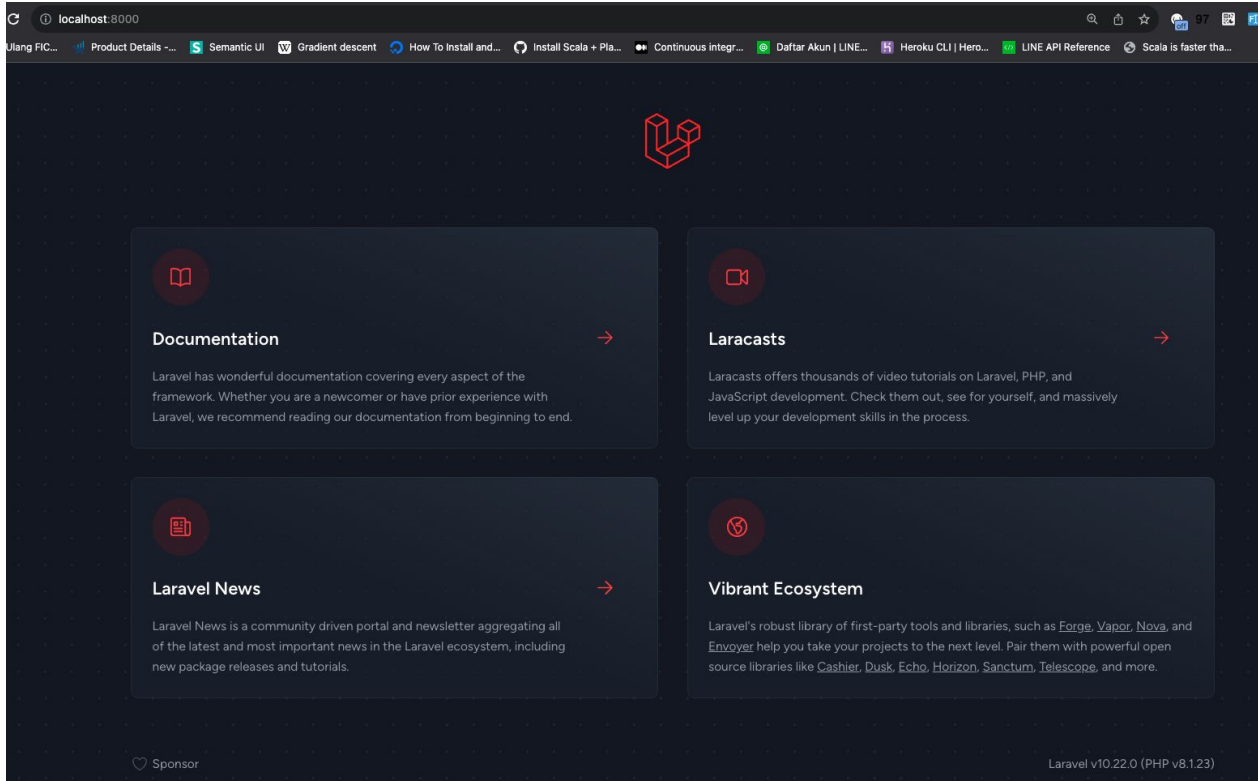 localhost:8000
off 97
Ulang FIC... Product Details -... S Semantic UI W Gradient descent How To Install and... Install Scala + Pla... Continuous integr... Daftar Akun | LINE... Heroku CLI | Hero... LINE API Reference Scala is faster tha...
Documentation
Laravel has wonderful documentation covering every aspect of the
framework. Whether you are a newcomer or have prior experience with
Laravel, we recommend reading our documentation from beginning to end.
Laracasts
Laracasts offers thousands of video tutorials on Laravel, PHP, and
JavaScript development. Check them out, see for yourself, and massively
level up your development skills in the process.
Laravel News
Laravel News is a community driven portal and newsletter aggregating all
of the latest and most important news in the Laravel ecosystem, including
new package releases and tutorials.
Vibrant Ecosystem
Laravel's robust library of first-party tools and libraries, such as Forge, Vapor, Nova, and
Envoyer help you take your projects to the next level. Pair them with powerful open
source libraries like Cashier, Dusk, Echo, Horizon, Sanctum, Telescope, and more.
Sponsor
Laravel v10.22.0 (PHP v8.1.23)